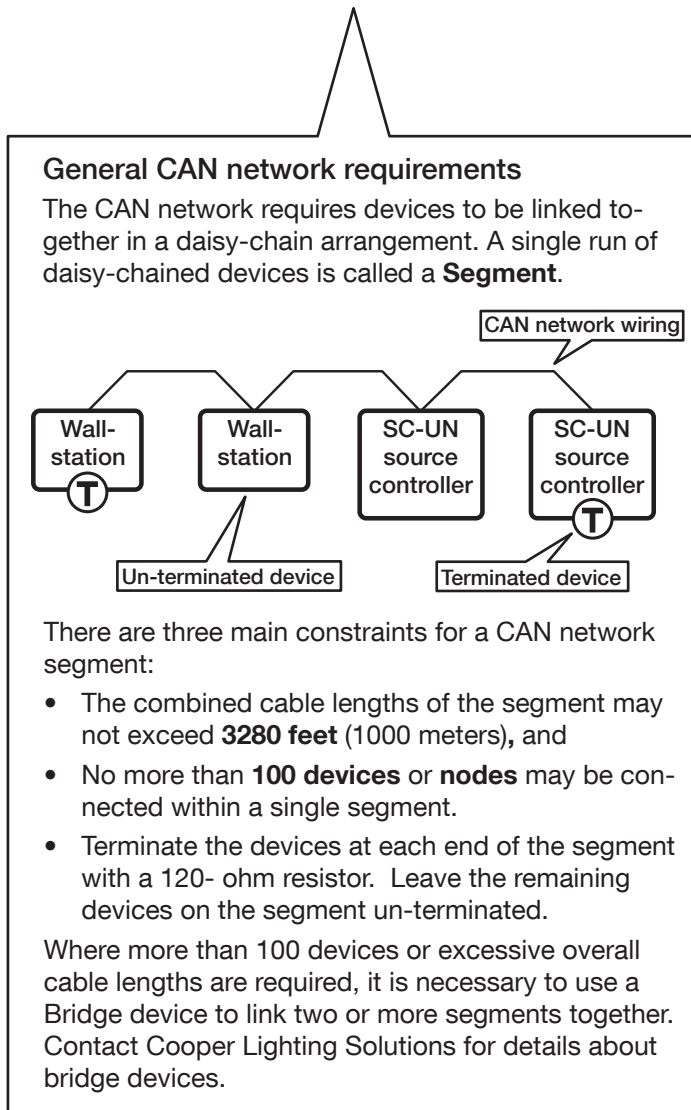 General CAN network requirements
The CAN network requires devices to be linked to-
gether in a daisy-chain arrangement. A single run of
daisy-chained devices is called a Segment.
CAN network wiring
Wall-
station
T
Wall-
station
SC-UN
source
controller
SC-UN
source
controller
T
Un-terminated device
Terminated device
There are three main constraints for a CAN network
segment:
• The combined cable lengths of the segment may
not exceed 3280 feet (1000 meters), and
• No more than 100 devices or nodes may be con-
nected within a single segment.
• Terminate the devices at each end of the segment
with a 120- ohm resistor.  Leave the remaining
devices on the segment un-terminated.
Where more than 100 devices or excessive overall
cable lengths are required, it is necessary to use a
Bridge device to link two or more segments together.
Contact Cooper Lighting Solutions for details about
bridge devices.